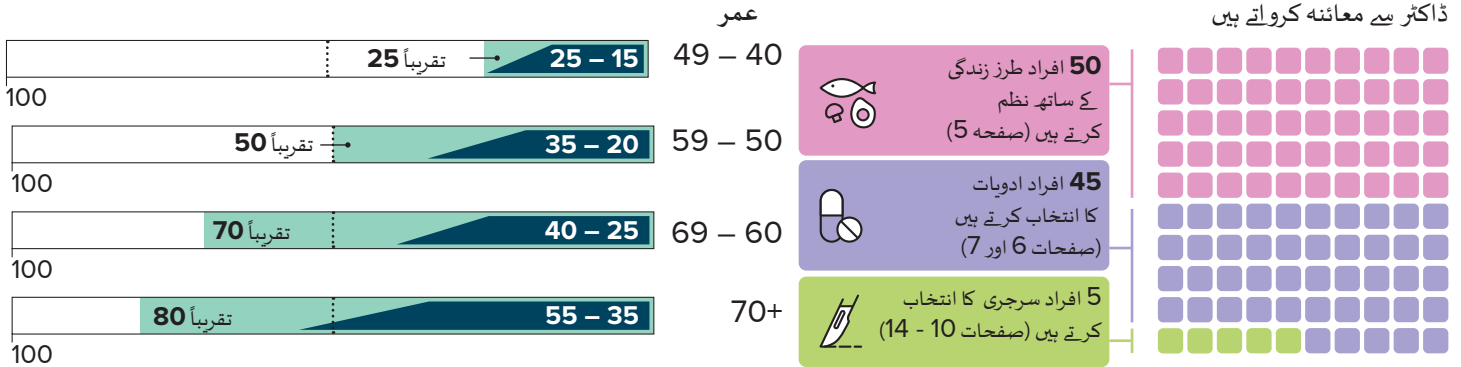 ڈاکٹر سے معائنہ کرواتے ہیں
50 افراد طرز زندگی
کے ساتھ نظم
کرتے ہیں (صفحہ 5)
45 افراد ادویات
کا انتخاب کرتے ہیں
(صفحات 6 اور 7)
5 افراد سرجری کا انتخاب
کرتے ہیں (صفحات 10 - 14)
عمر
40 – 49
15 – 25
تقریباً 25
100
50 – 59
20 – 35
تقریباً 50
100
60 – 69
25 – 40
تقریباً 70
100
70+
35 – 55
تقریباً 80
100